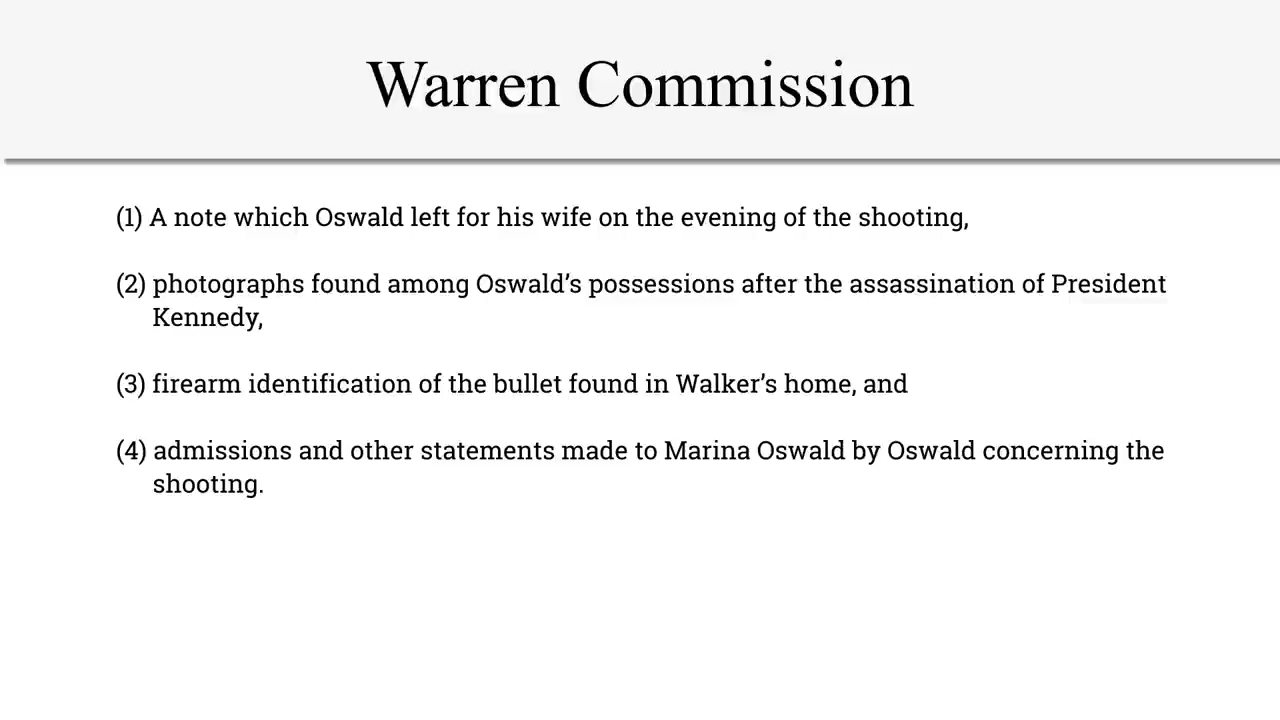 Warren Commission
(1) A note which Oswald left for his wife on the evening of the shooting,
(2) photographs found among Oswald’s possessions after the assassination of President
Kennedy,
(3) firearm identification of the bullet found in Walker’s home, and
(4) admissions and other statements made to Marina Oswald by Oswald concerning the
shooting.